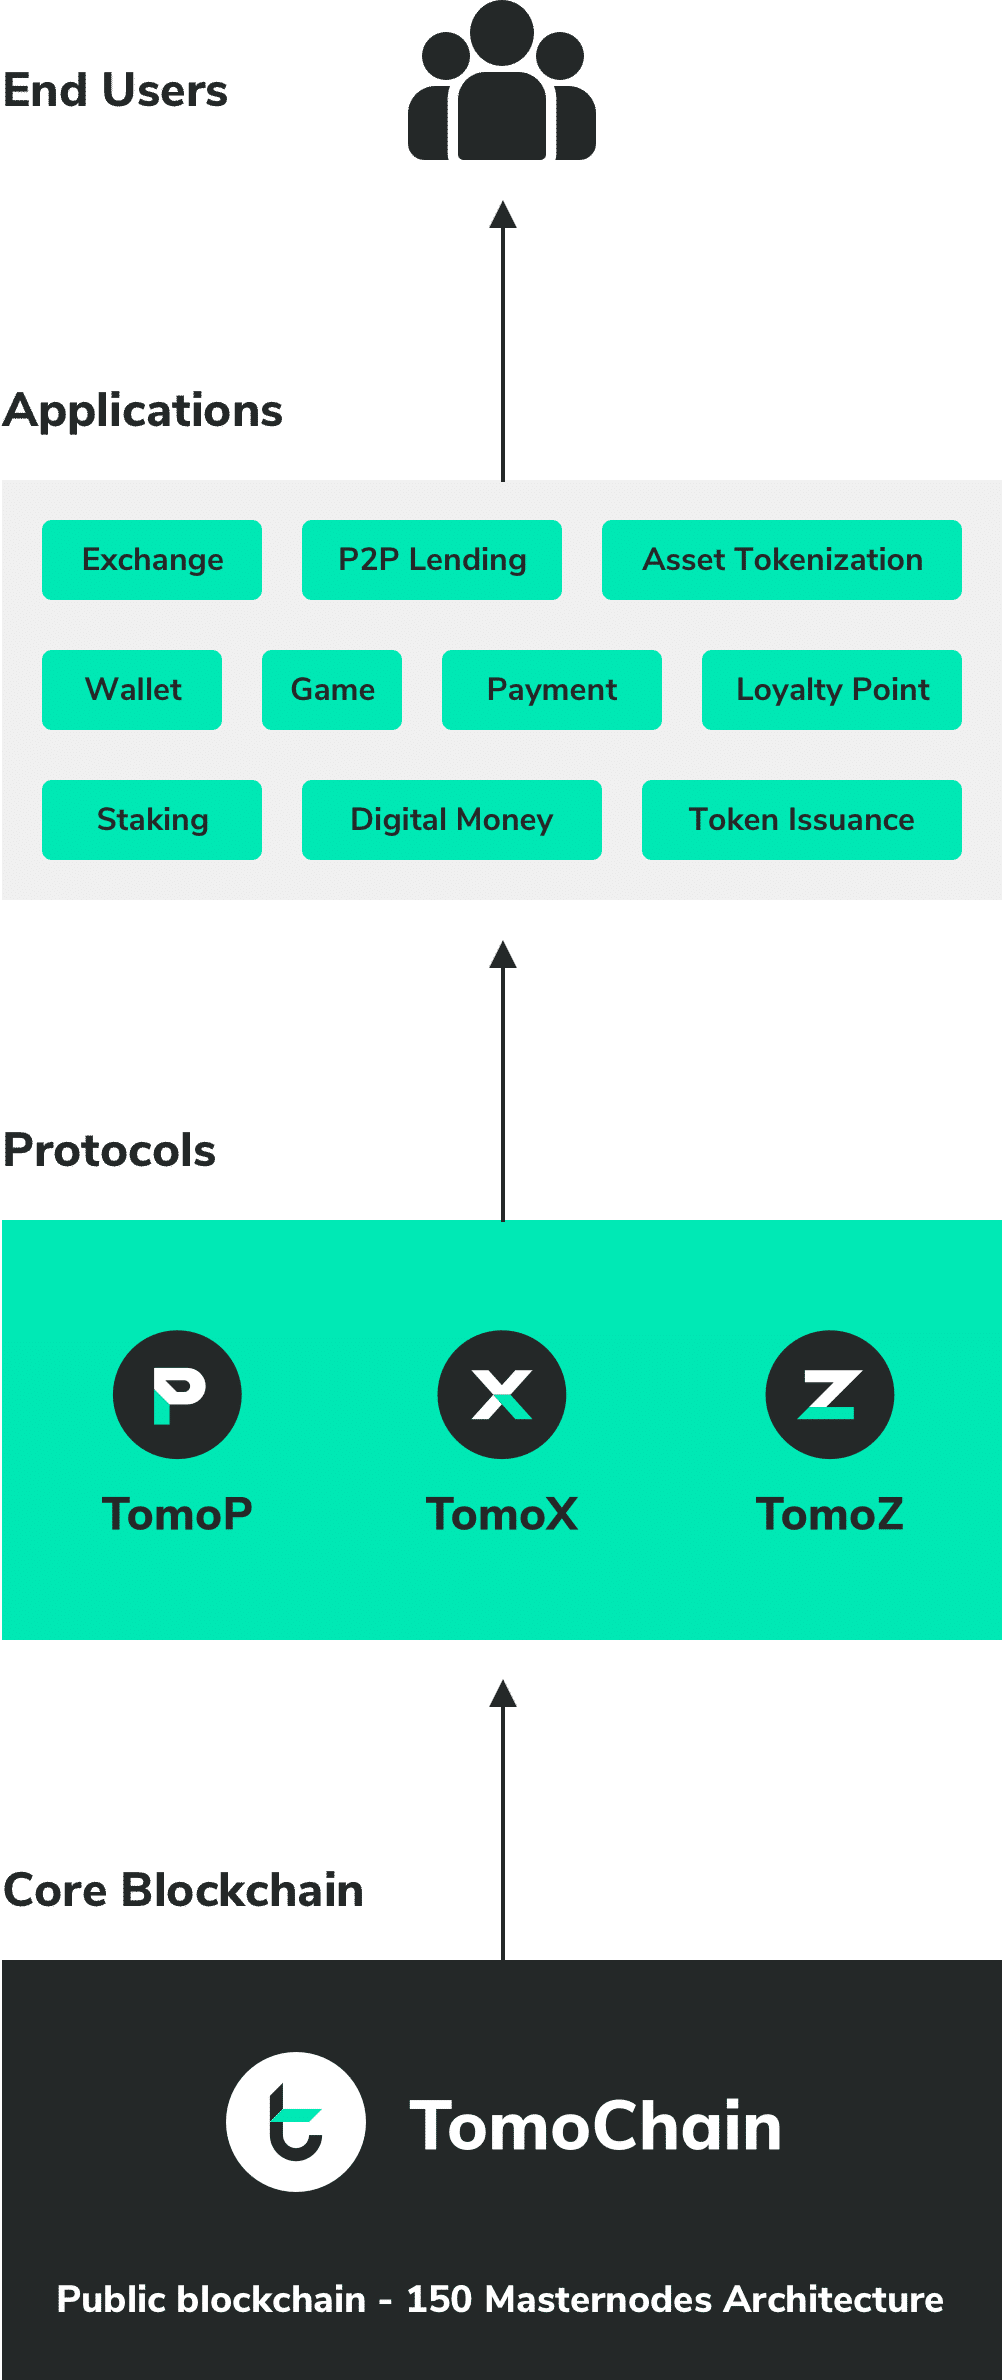 End Users
Applications
Exchange
P2P Lending
Asset Tokenization
Wallet
Game
Payment
Loyalty Point
Staking
Digital Money
Token Issuance
Protocols
TomoP
TomoX
TomoZ
Core Blockchain
TomoChain
Public blockchain - 150 Masternodes Architecture